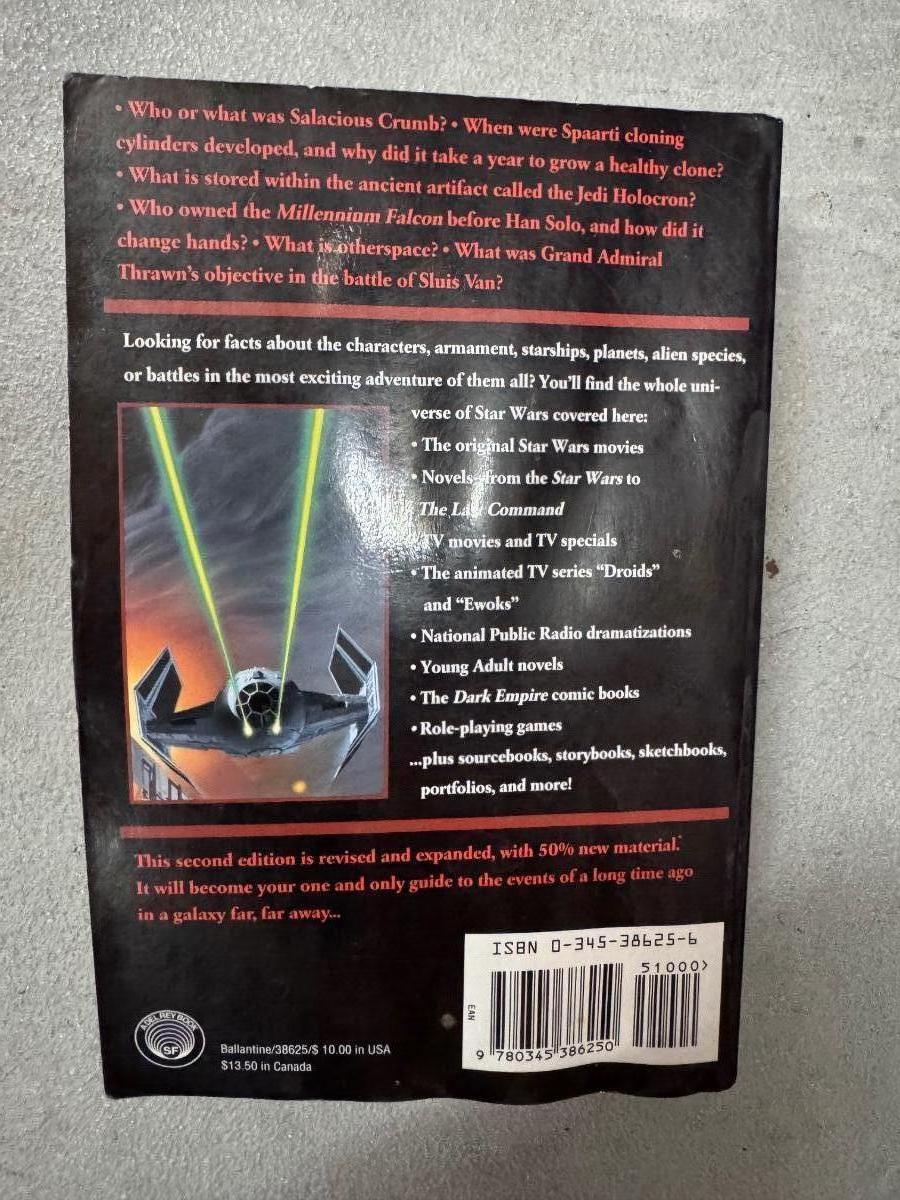 • Who or what was Salacious Crumb? • When were Spaarti cloning
cylinders developed, and why did it take a year to grow a healthy clone?
• What is stored within the ancient artifact called the Jedi Holocron?
• Who owned the Millennium Falcon before Han Solo, and how did it
change hands? • What is otherspace? • What was Grand Admiral
Thrawn's objective in the battle of Sluis Van?
Looking for facts about the characters, armament, starships, planets, alien species,
or battles in the most exciting adventure of them all? You'll find the whole uni-
verse of Star Wars covered here:
• The original Star Wars movies
• Novels–from the Star Wars to
The Last Command
TV movies and TV specials
• The animated TV series “Droids”
and “Ewoks”
• National Public Radio dramatizations
• Young Adult novels
• The Dark Empire comic books
• Role-playing games
...plus sourcebooks, storybooks, sketchbooks,
portfolios, and more!
This second edition is revised and expanded, with 50% new material.
It will become your one and only guide to the events of a long time ago
in a galaxy far, far away...
ISBN 0-345-38625-6
51000>
EAN
9 780345 386250
A DEL REY BOOK
SF
Ballantine/38625/$ 10.00 in USA
$13.50 in Canada